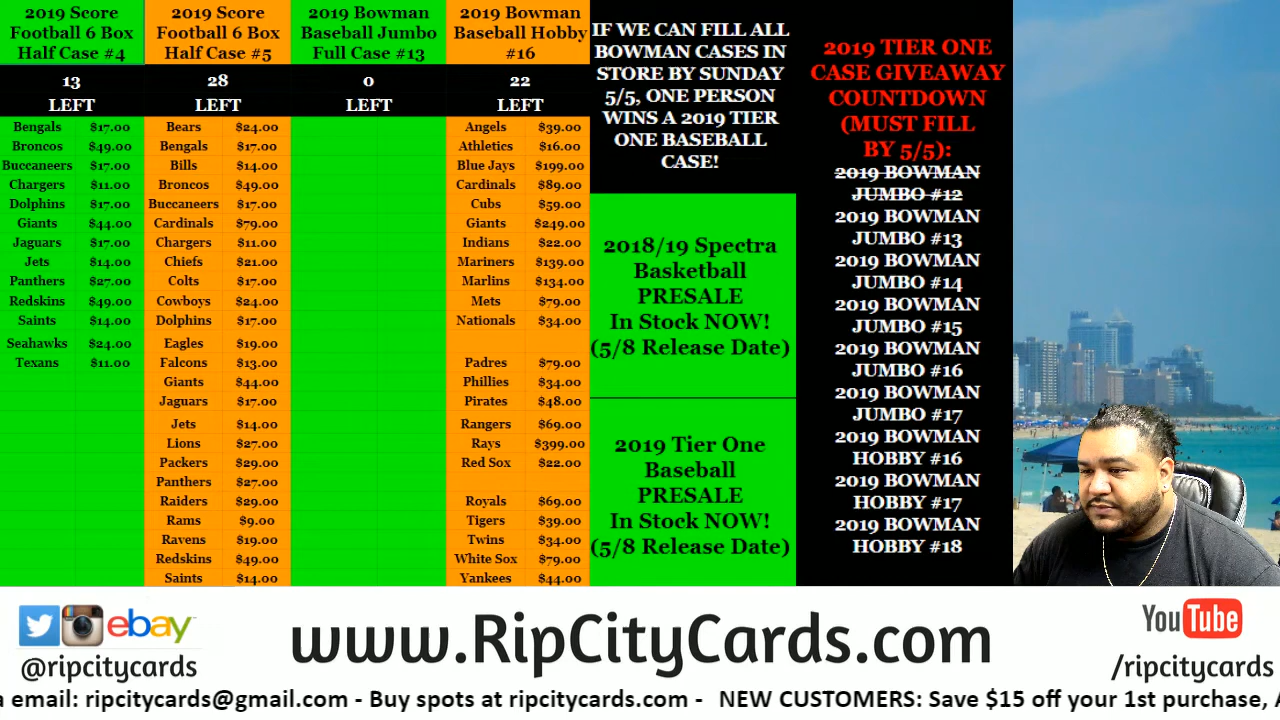 2019 Score
Football 6 Box
Half Case #4
13
LEFT
Bengals $17.00
Broncos $49.00
Buccaneers $17.00
Chargers $11.00
Dolphins $17.00
Giants $44.00
Jaguars $17.00
Jets $14.00
Panthers $27.00
Redskins $49.00
Saints $14.00
Seahawks $24.00
Texans $11.00
2019 Score
Football 6 Box
Half Case #5
28
LEFT
Bears $24.00
Bengals $17.00
Bills $14.00
Broncos $49.00
Buccaneers $17.00
Cardinals $79.00
Chargers $11.00
Chiefs $21.00
Colts $17.00
Cowboys $24.00
Dolphins $17.00
Eagles $19.00
Falcons $13.00
Giants $44.00
Jaguars $17.00
Jets $14.00
Lions $27.00
Packers $29.00
Panthers $27.00
Raiders $29.00
Rams $9.00
Ravens $19.00
Redskins $49.00
Saints $14.00
2019 Bowman
Baseball Jumbo
Full Case #13
0
LEFT
2019 Bowman
Baseball Hobby
#16
22
LEFT
Angels $39.00
Athletics $16.00
Blue Jays $199.00
Cardinals $89.00
Cubs $59.00
Giants $249.00
Indians $22.00
Mariners $139.00
Marlins $134.00
Mets $79.00
Nationals $34.00
Padres $79.00
Phillies $34.00
Pirates $48.00
Rangers $69.00
Rays $399.00
Red Sox $22.00
Royals $69.00
Tigers $39.00
Twins $34.00
White Sox $79.00
Yankees $44.00
IF WE CAN FILL ALL
BOWMAN CASES IN
STORE BY SUNDAY
5/5, ONE PERSON
WINS A 2019 TIER
ONE BASEBALL
CASE!
2018/19 Spectra
Basketball
PRESALE
In Stock NOW!
(5/8 Release Date)
2019 Tier One
Baseball
PRESALE
In Stock NOW!
(5/8 Release Date)
2019 TIER ONE
CASE GIVEAWAY
COUNTDOWN
(MUST FILL
BY 5/5):
2019 BOWMAN
JUMBO #12
2019 BOWMAN
JUMBO #13
2019 BOWMAN
JUMBO #14
2019 BOWMAN
JUMBO #15
2019 BOWMAN
JUMBO #16
2019 BOWMAN
JUMBO #17
2019 BOWMAN
HOBBY #16
2019 BOWMAN
HOBBY #17
2019 BOWMAN
HOBBY #18
ebay
@ripcitycards
www.RipCityCards.com
YouTube
/ripcitycards
a email: ripcitycards@gmail.com - Buy spots at ripcitycards.com - NEW CUSTOMERS: Save $15 off your 1st purchase,